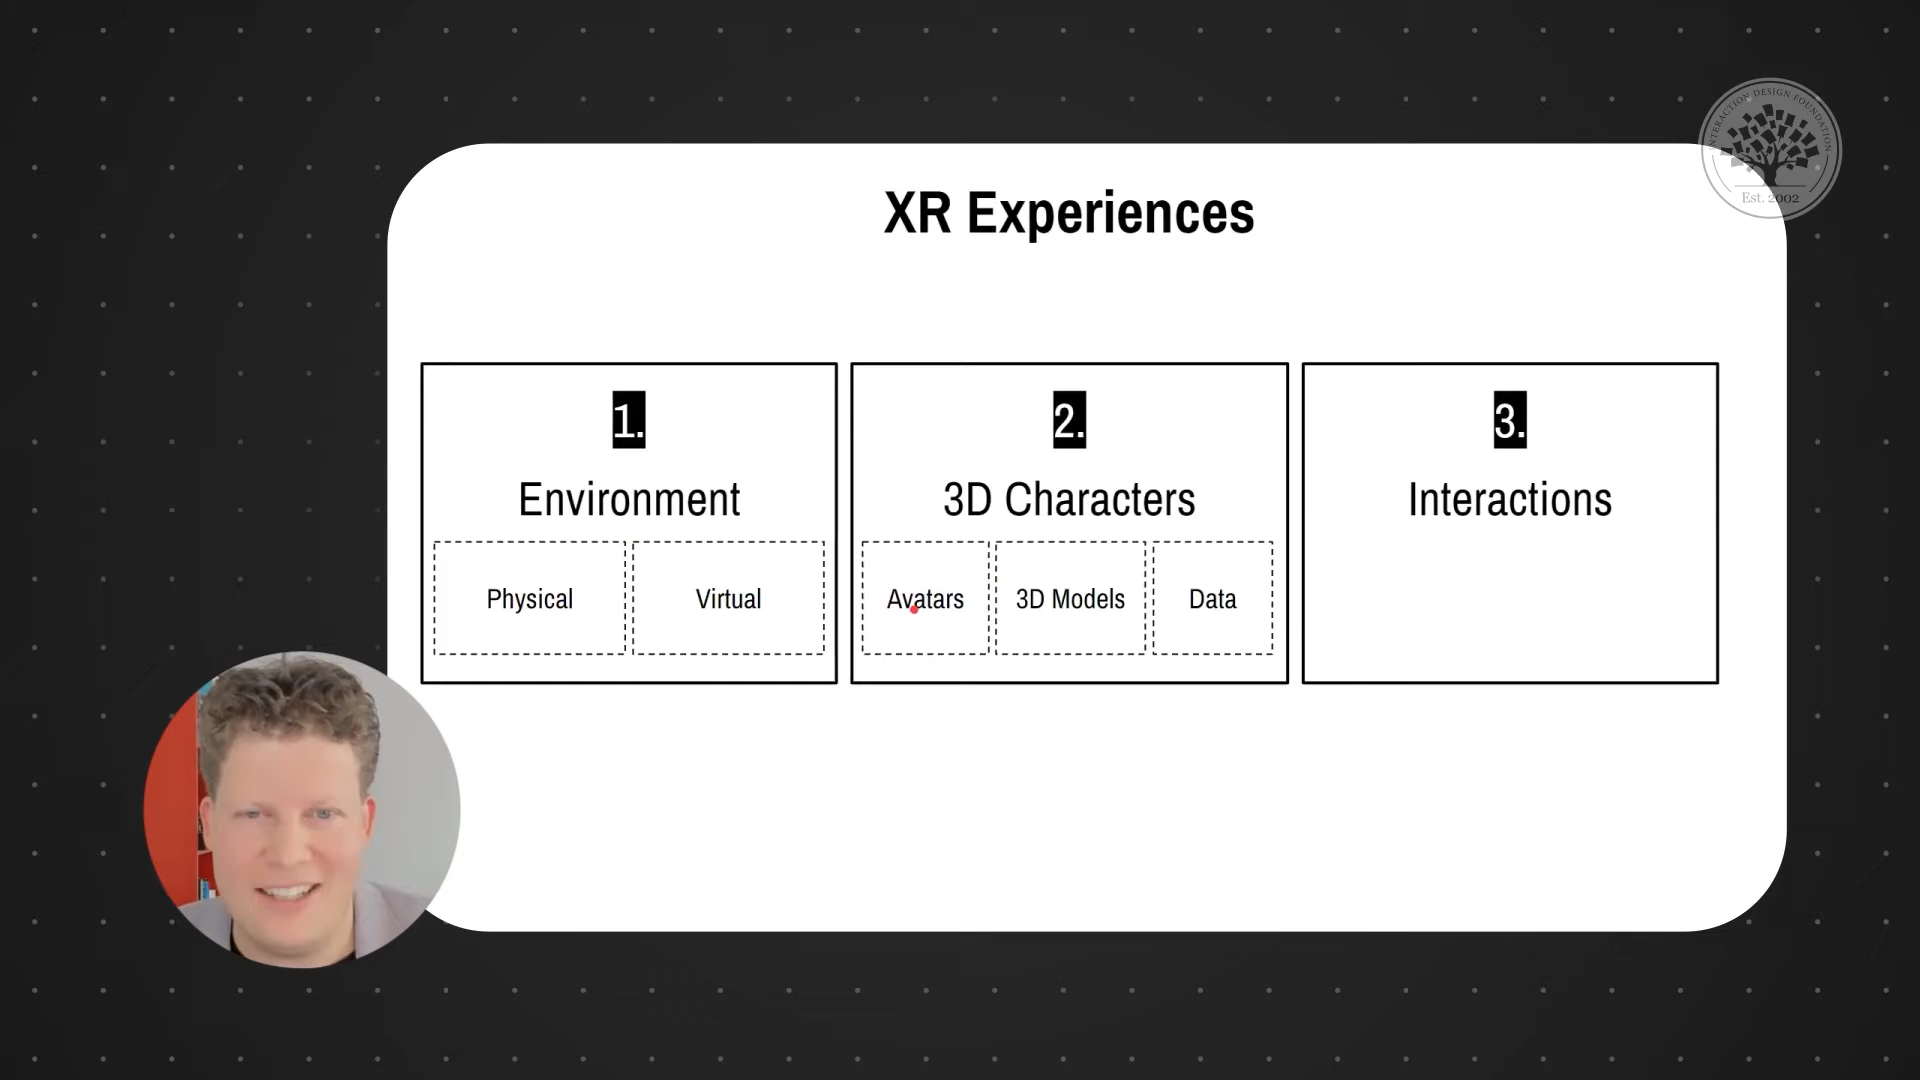 INTERACTION DESIGN FOUNDATION
Est. 2002
XR Experiences
1.
Environment
Physical
Virtual
2.
3D Characters
Avatars
3D Models
Data
3.
Interactions